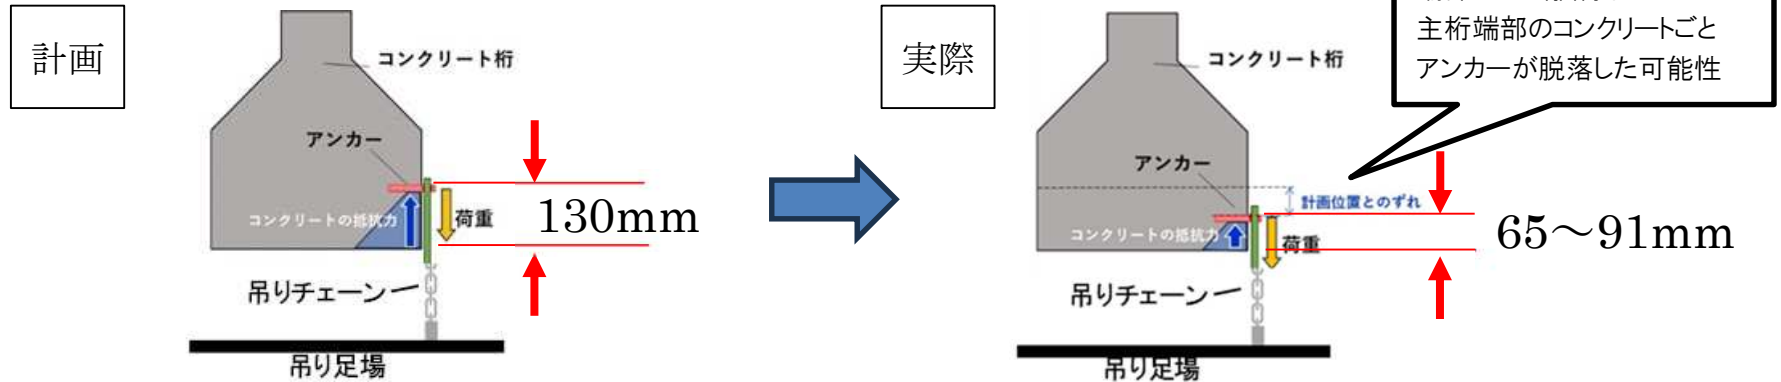 計画
コンクリート桁
アンカー
コンクリートの抵抗力
荷重
130mm
吊りチェーン
吊り足場
実際
コンクリート桁
主桁端部のコンクリートごと
アンカーが脱落した可能性
アンカー
計画位置とのずれ
コンクリートの抵抗力
荷重
65～91mm
吊りチェーン
吊り足場